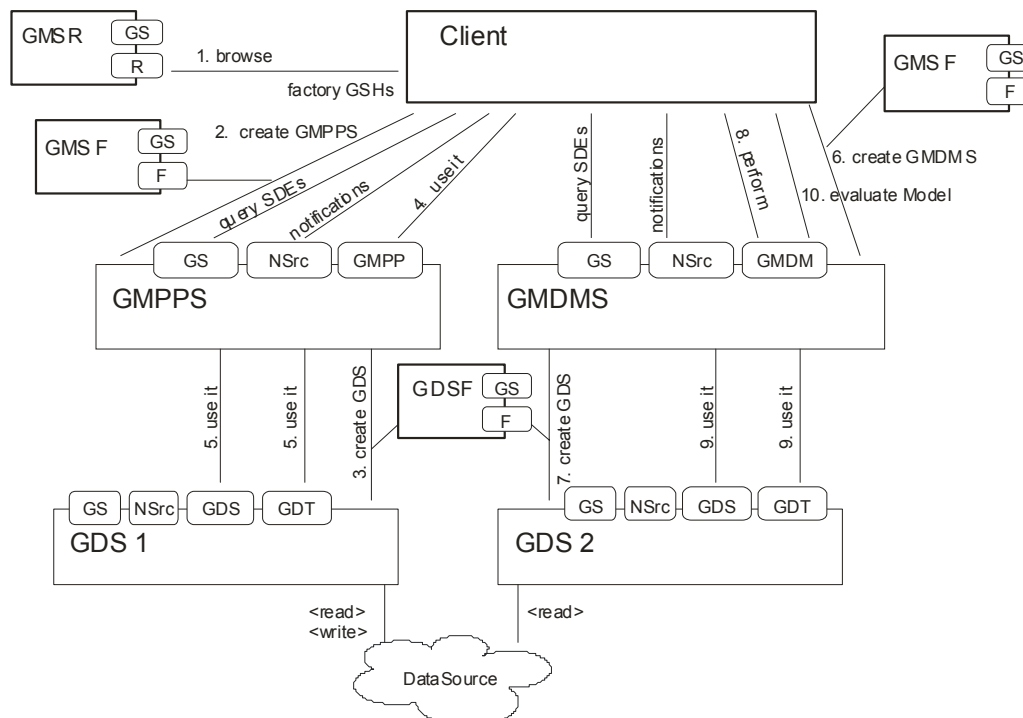 GMSR
GS
R
1. browse
factory GSHs
Client
GMS F
GS
F
GMS F
GS
F
2. create GMPPS
query SDEs
notifications
4. use it
query SDEs
notifications
8. perform
6. create GMDMS
10. evaluate Model
GS
NSrc
GMPP
GMPPS
GS
NSrc
GMDM
GMDMS
5. use it
5. use it
3. create GDS
GDSF
GS
F
7. create GDS
9. use it
9. use it
GS
NSrc
GDS
GDT
GDS 1
GS
NSrc
GDS
GDT
GDS 2
<read>
<write>
<read>
DataSource